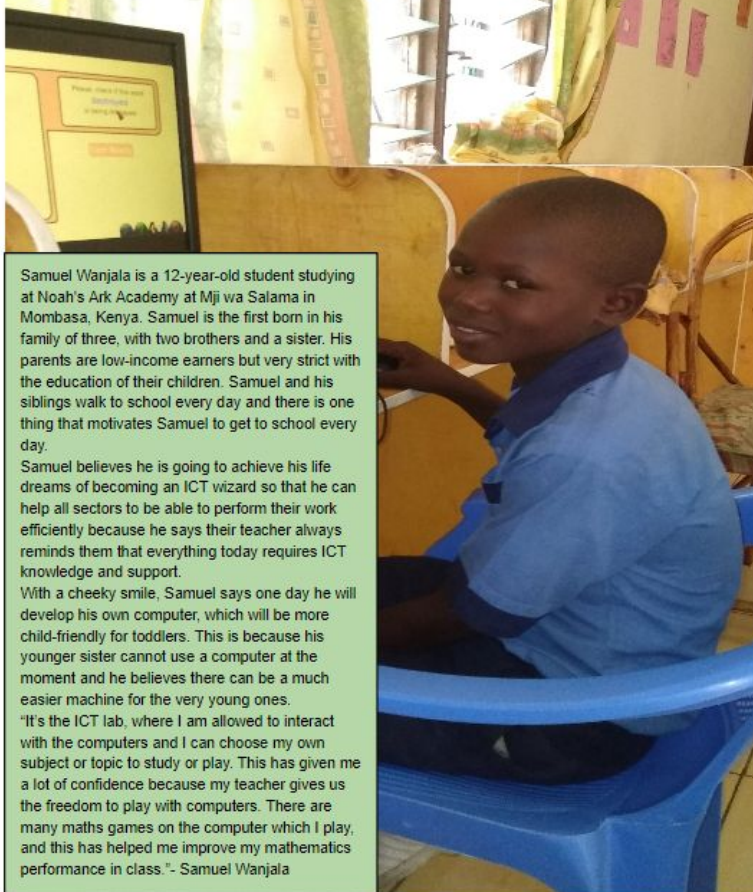 Please, check if the word
destroyed
Samuel Wanjala is a 12-year-old student studying
at Noah's Ark Academy at Mji wa Salama in
Mombasa, Kenya. Samuel is the first born in his
family of three, with two brothers and a sister. His
parents are low-income earners but very strict with
the education of their children. Samuel and his
siblings walk to school every day and there is one
thing that motivates Samuel to get to school every
day.
Samuel believes he is going to achieve his life
dreams of becoming an ICT wizard so that he can
help all sectors to be able to perform their work
efficiently because he says their teacher always
reminds them that everything today requires ICT
knowledge and support.
With a cheeky smile, Samuel says one day he will
develop his own computer, which will be more
child-friendly for toddlers. This is because his
younger sister cannot use a computer at the
moment and he believes there can be a much
easier machine for the very young ones.
“It’s the ICT lab, where I am allowed to interact
with the computers and I can choose my own
subject or topic to study or play. This has given me
a lot of confidence because my teacher gives us
the freedom to play with computers. There are
many maths games on the computer which I play,
and this has helped me improve my mathematics
performance in class.”- Samuel Wanjala